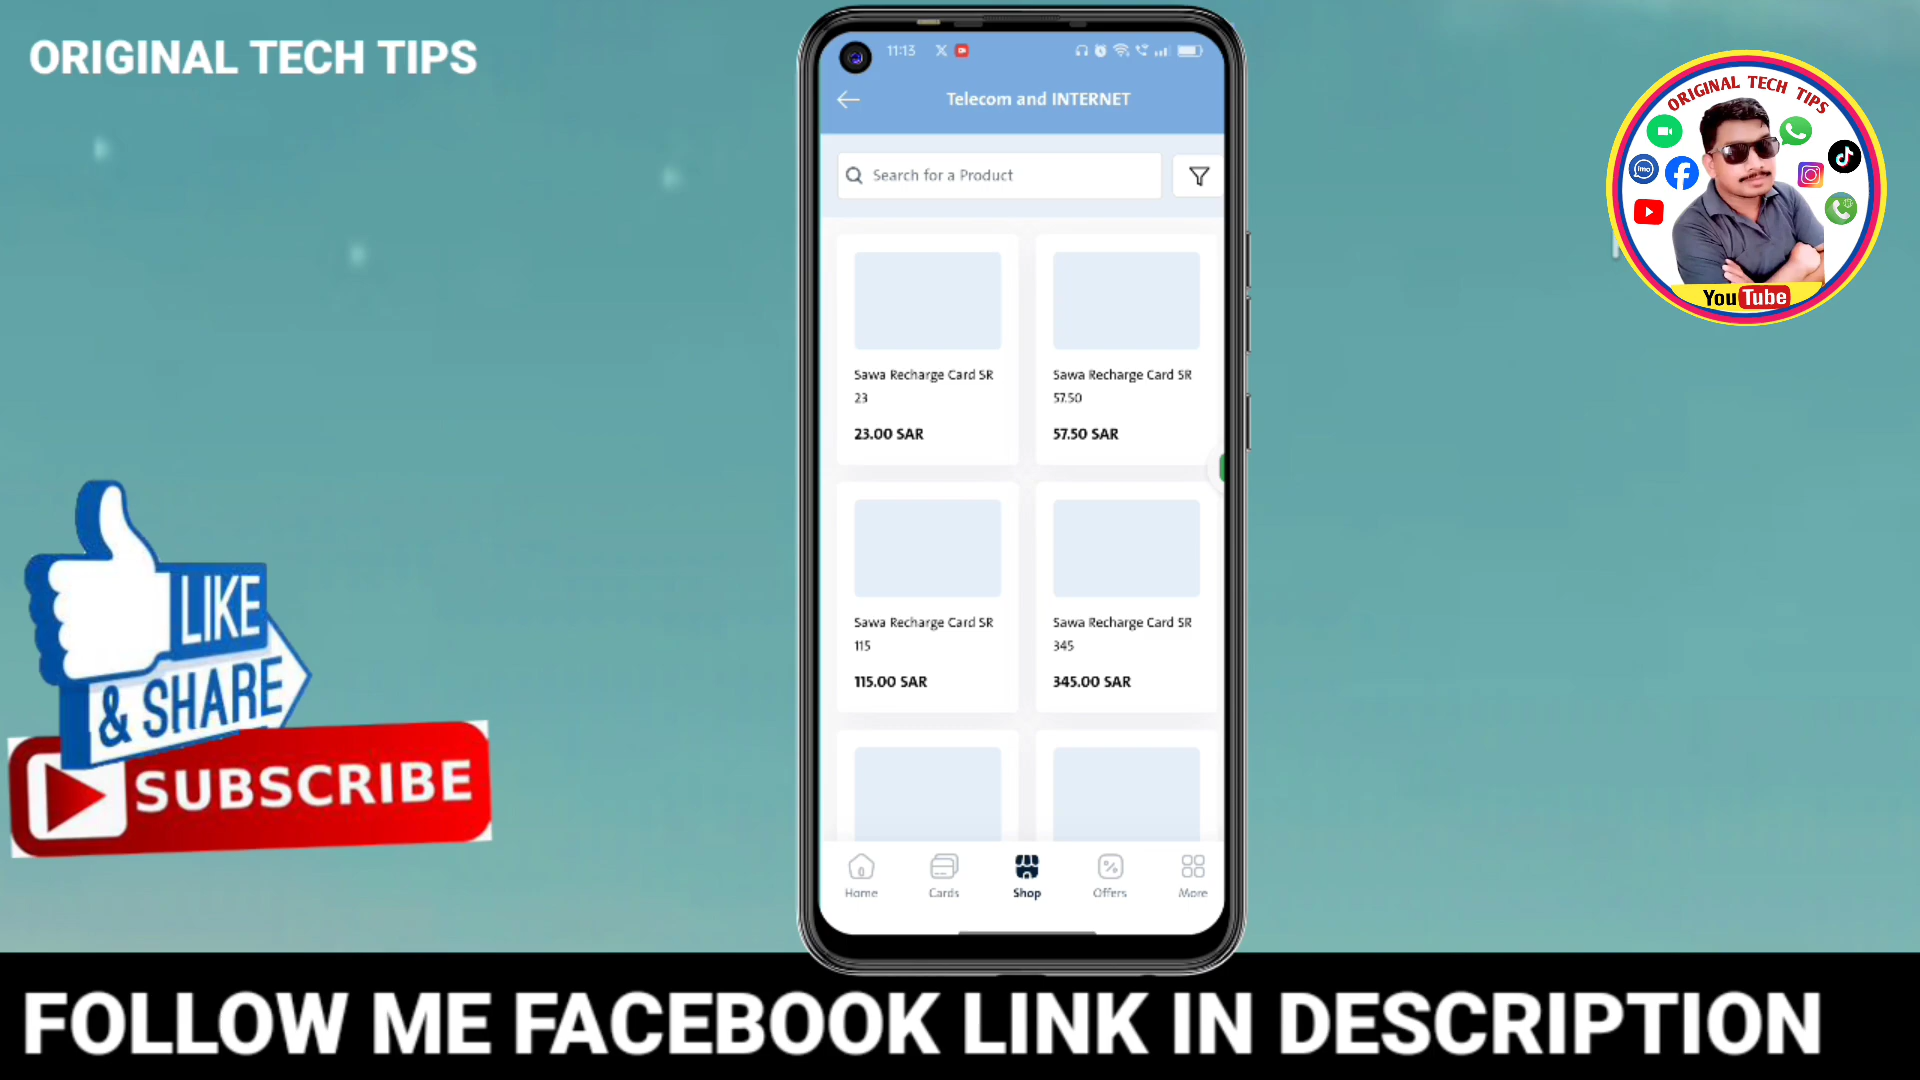 ORIGINAL TECH TIPS
11:13
Telecom and INTERNET
Search for a Product
Sawa Recharge Card SR
23
23.00 SAR
Sawa Recharge Card SR
57.50
57.50 SAR
Sawa Recharge Card SR
115
115.00 SAR
Sawa Recharge Card SR
345
345.00 SAR
Home
Cards
Shop
Offers
More
ORIGINAL TECH TIPS
imo
YouTube
LIKE
& SHARE
SUBSCRIBE
FOLLOW ME FACEBOOK LINK IN DESCRIPTION